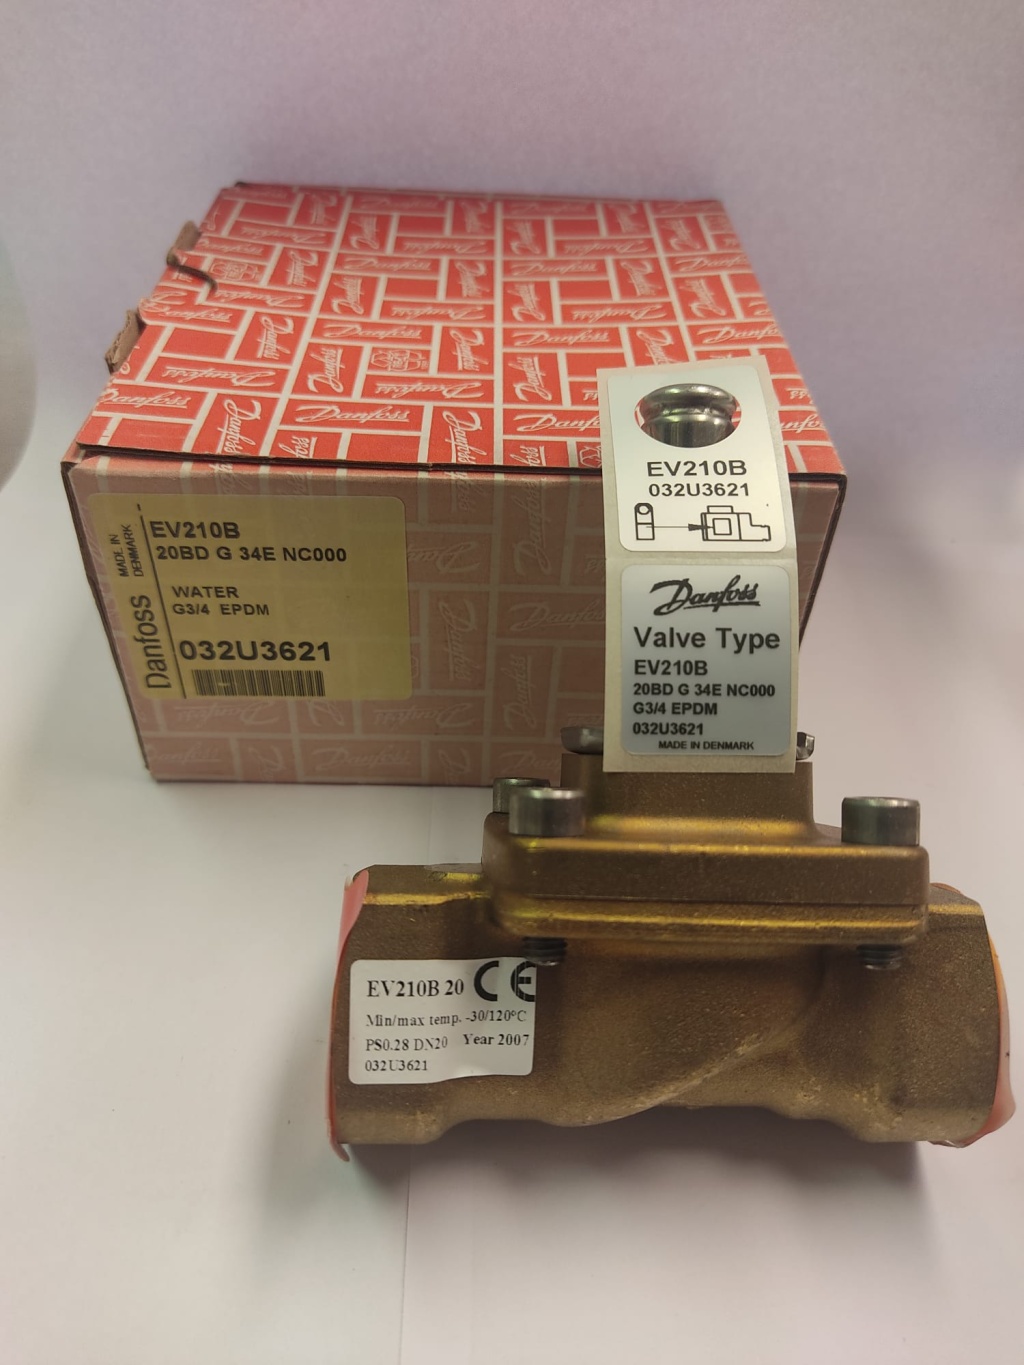 EV210B
20BD G 34E NC000
WATER
G3/4 EPDM
032U3621
Danfoss
MADE IN
DENMARK
EV210B
032U3621
Danfoss
Valve Type
EV210B
20BD G 34E NC000
G3/4 EPDM
032U3621
MADE IN DENMARK
EV210B 20 CE
Min/max temp. -30/120°C
PS0.28 DN20 Year 2007
032U3621